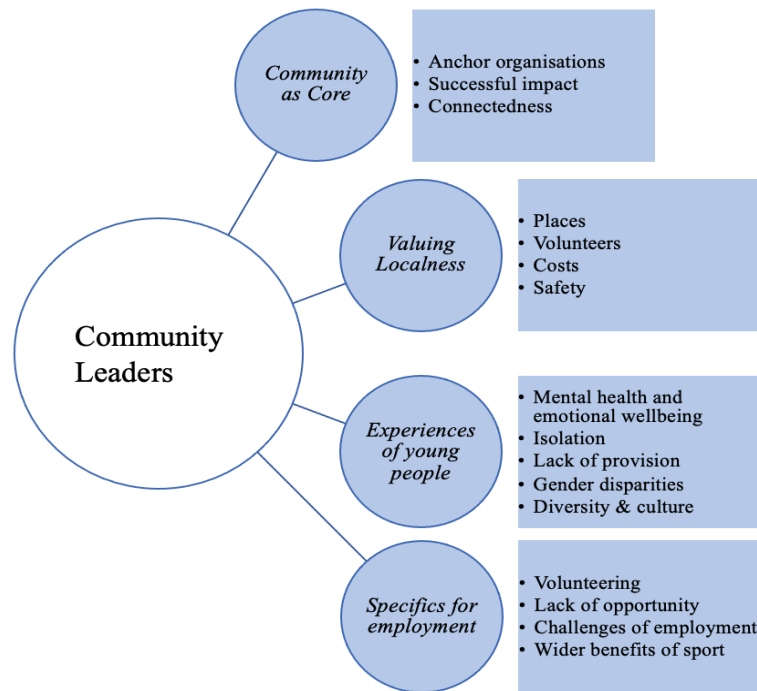 Community
Leaders
Community
as Core
• Anchor organisations
• Successful impact
• Connectedness
Valuing
Localness
• Places
• Volunteers
• Costs
• Safety
Experiences
of young
people
• Mental health and
emotional wellbeing
• Isolation
• Lack of provision
• Gender disparities
• Diversity & culture
Specifics for
employment
• Volunteering
• Lack of opportunity
• Challenges of employment
• Wider benefits of sport